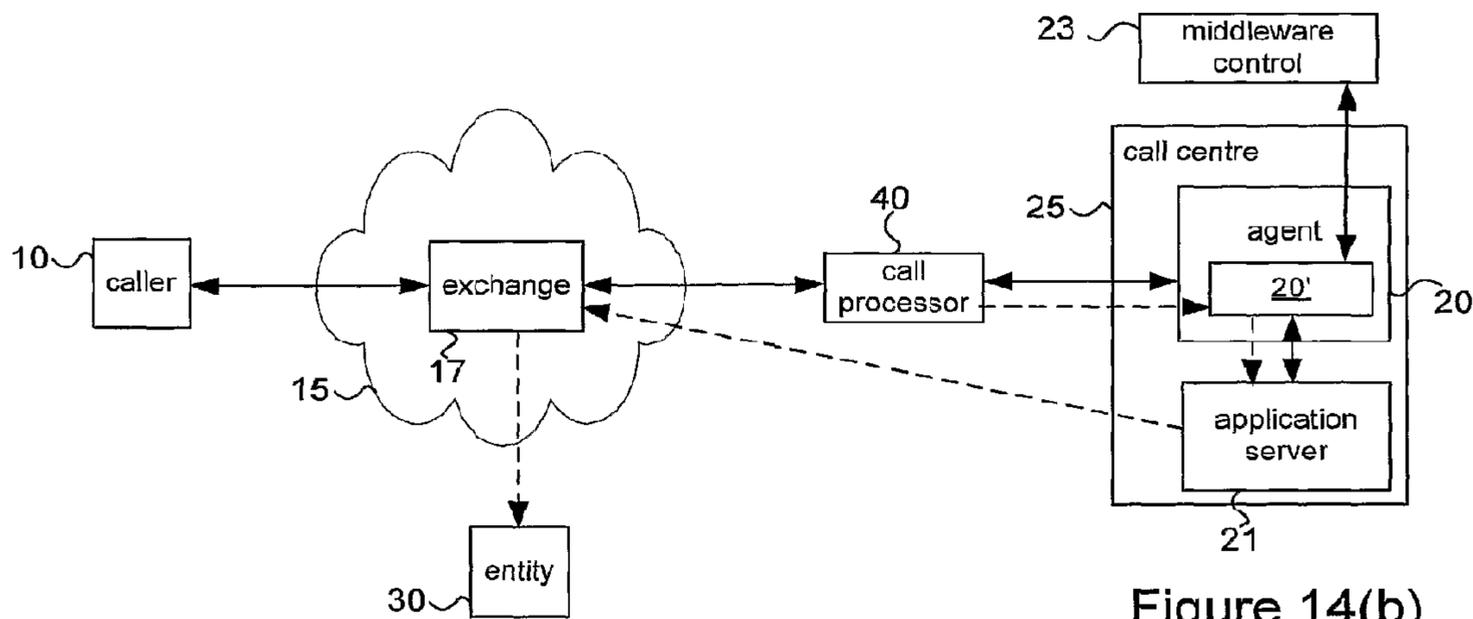 23
middleware
control
call centre
40
25
agent
10
caller
exchange
call
processor
20'
20
17
15
application
server
21
entity
30
Figure 14(b)